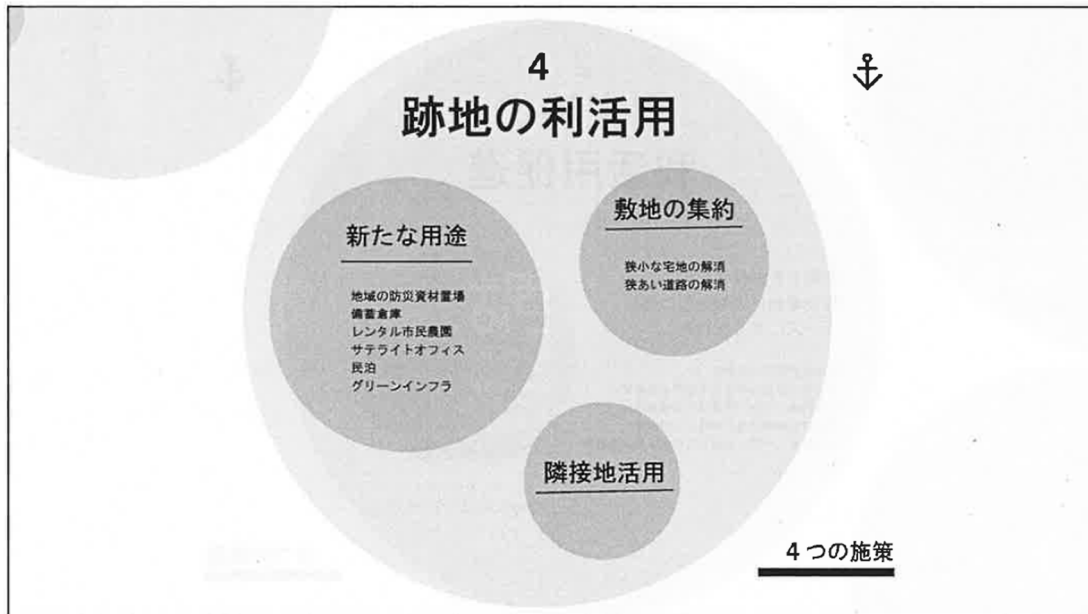 4
跡地の利活用
新たな用途
地域の防災資材置場
備蓄倉庫
レンタル市民農園
サテライトオフィス
民泊
グリーンインフラ
敷地の集約
狭小な宅地の解消
狭あい道路の解消
隣接地活用
4つの施策